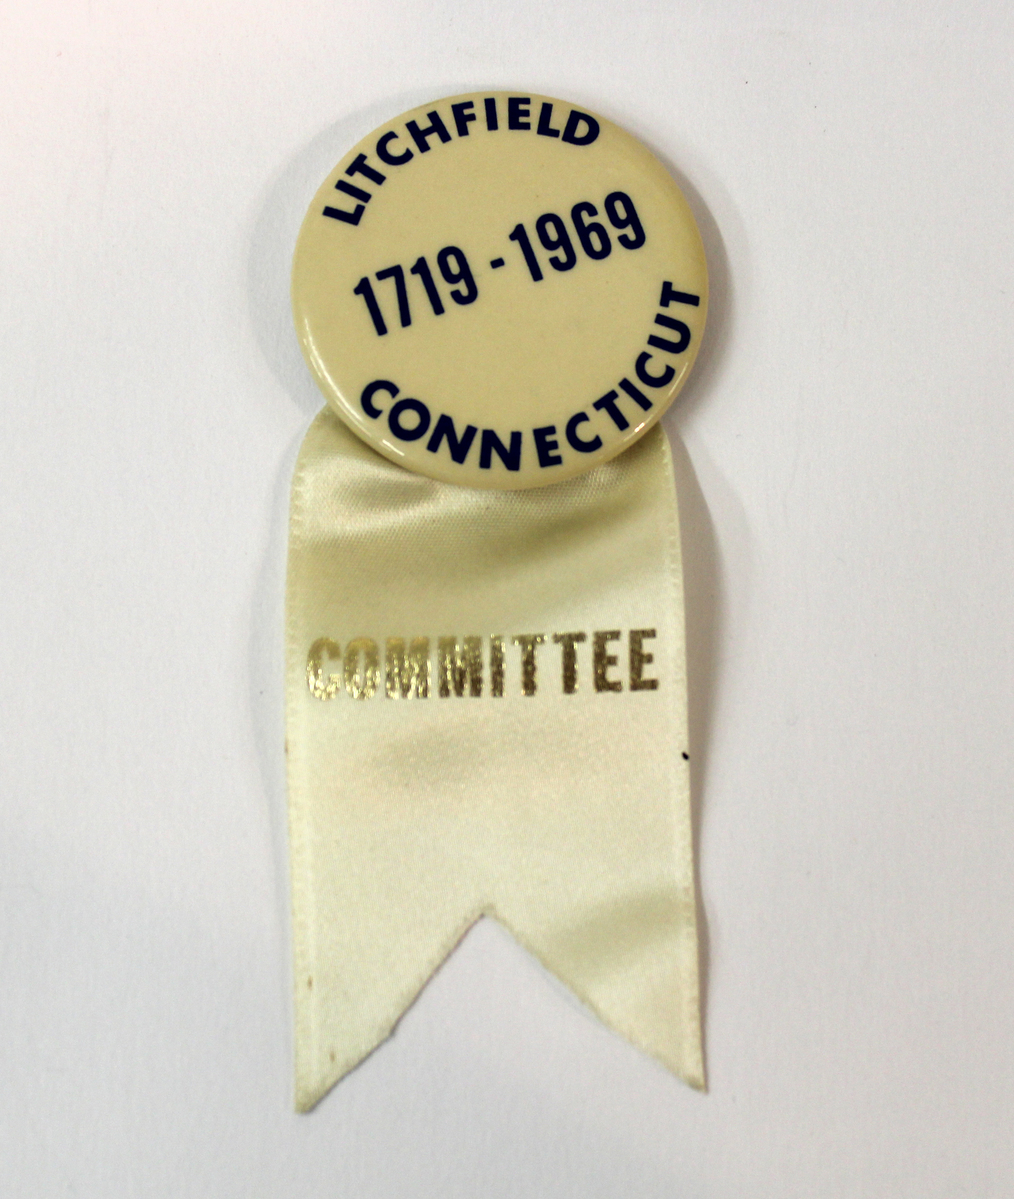 LITCHFIELD
1719-1969
CONNECTICUT
COMMITTEE